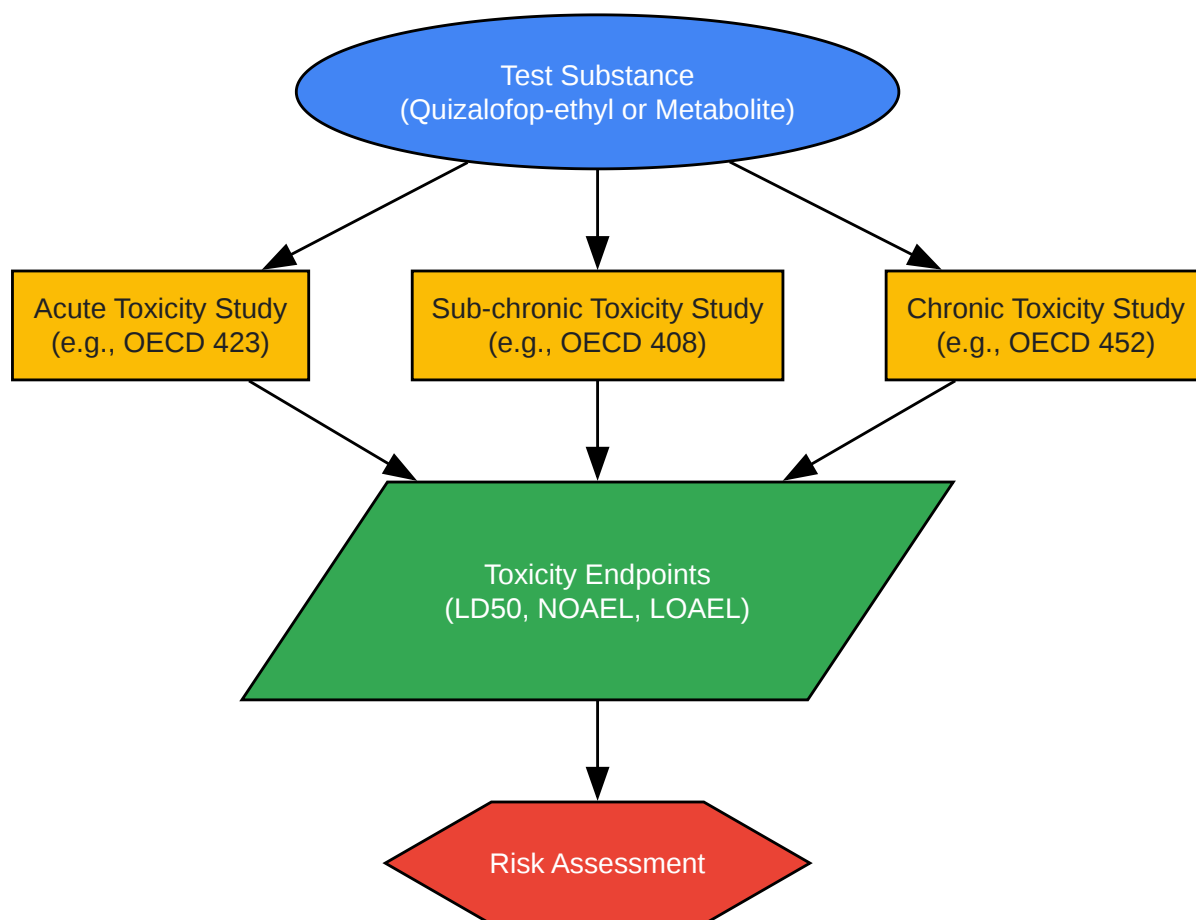 Test Substance
(Quizalofop-ethyl or Metabolite)
Acute Toxicity Study
(e.g., OECD 423)
Sub-chronic Toxicity Study
(e.g., OECD 408)
Chronic Toxicity Study
(e.g., OECD 452)
Toxicity Endpoints
(LD50, NOAEL, LOAEL)
Risk Assessment